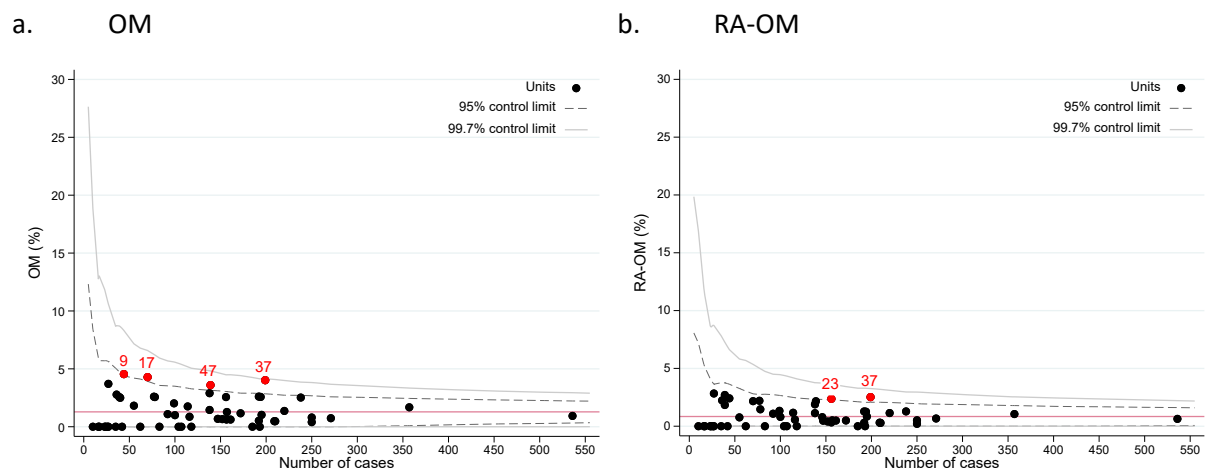 a. OM
30
25
20
15
10
5
0
OM (%)
Units
95% control limit
99.7% control limit
9
17
47
37
0 50 100 150 200 250 300 350 400 450 500 550
Number of cases
b. RA-OM
30
25
20
15
10
5
0
RA-OM (%)
Units
95% control limit
99.7% control limit
23
37
0 50 100 150 200 250 300 350 400 450 500 550
Number of cases